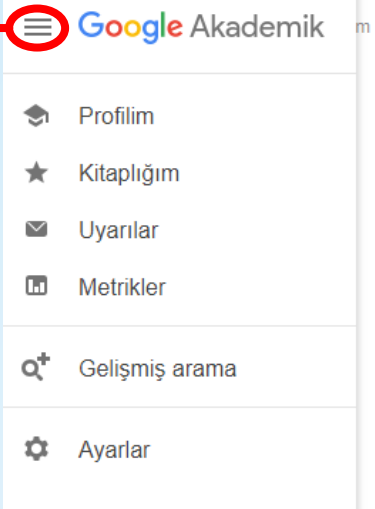 Google Akademik
Profilim
Kitaplığım
Uyarılar
Metrikler
Gelişmiş arama
Ayarlar